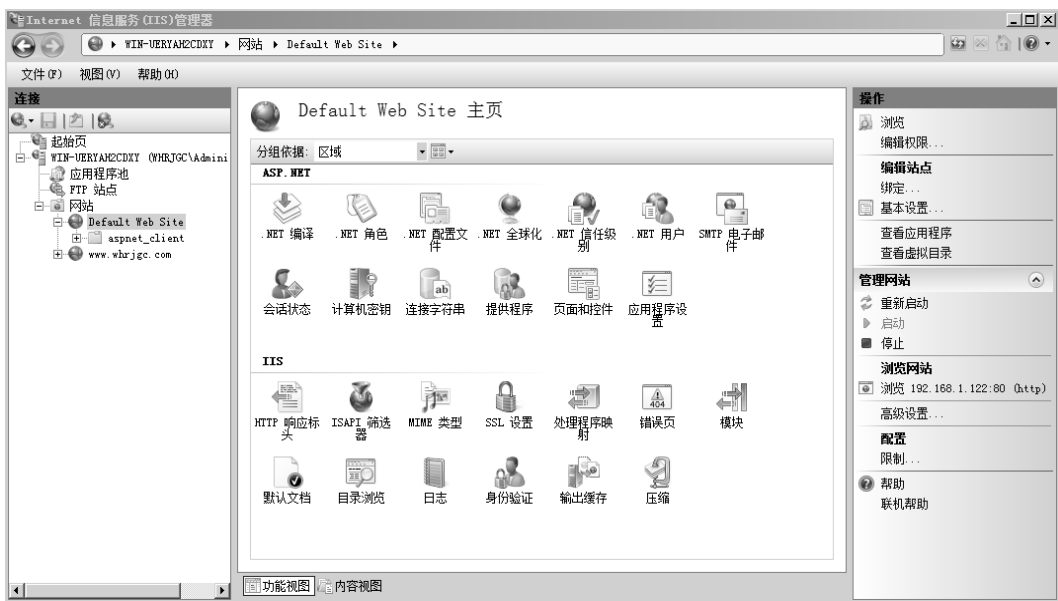 Internet 信息服务(IIS)管理器
WIN-UERYAH2CDXY ▸ 网站 ▸ Default Web Site ▸
文件(F) 视图(V) 帮助(H)
连接
起始页
WIN-UERYAH2CDXY (WHRJGC\Admini
应用程序池
FTP 站点
网站
Default Web Site
aspnet_client
www.whrjgc.com
Default Web Site 主页
分组依据: 区域
ASP.NET
.NET 编译
.NET 角色
.NET 配置文件
.NET 全球化
.NET 信任级别
.NET 用户
SMTP 电子邮件
会话状态
计算机密钥
连接字符串
ab
提供程序
页面和控件
应用程序设置
IIS
HTTP 响应标头
ISAPI 筛选器
MIME 类型
SSL 设置
处理程序映射
404
错误页
模块
默认文档
目录浏览
日志
身份验证
输出缓存
压缩
功能视图 内容视图
操作
浏览
编辑权限...
编辑站点
绑定...
基本设置...
查看应用程序
查看虚拟目录
管理网站
重新启动
启动
停止
浏览网站
浏览 192.168.1.122:80 (http)
高级设置...
配置
限制...
帮助
联机帮助